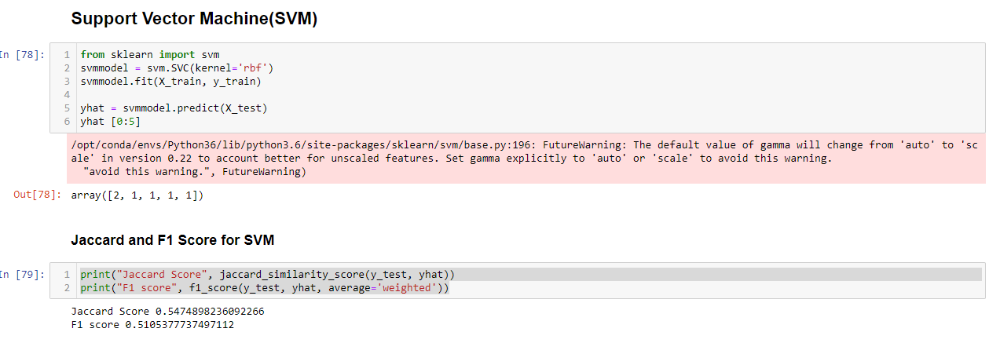 Support Vector Machine(SVM)
In [78]:
1 from sklearn import svm
2 svmmodel = svm.SVC(kernel='rbf')
3 svmmodel.fit(X_train, y_train)
4
5 yhat = svmmodel.predict(X_test)
6 yhat [0:5]
/opt/conda/envs/Python36/lib/python3.6/site-packages/sklearn/svm/base.py:196: FutureWarning: The default value of gamma will change from 'auto' to 'sc
ale' in version 0.22 to account better for unscaled features. Set gamma explicitly to 'auto' or 'scale' to avoid this warning.
"avoid this warning.", FutureWarning)
Out[78]: array([2, 1, 1, 1, 1])
Jaccard and F1 Score for SVM
In [79]:
1 print("Jaccard Score", jaccard_similarity_score(y_test, yhat))
2 print("F1 score", f1_score(y_test, yhat, average='weighted'))
Jaccard Score 0.5474898236092266
F1 score 0.5105377737497112